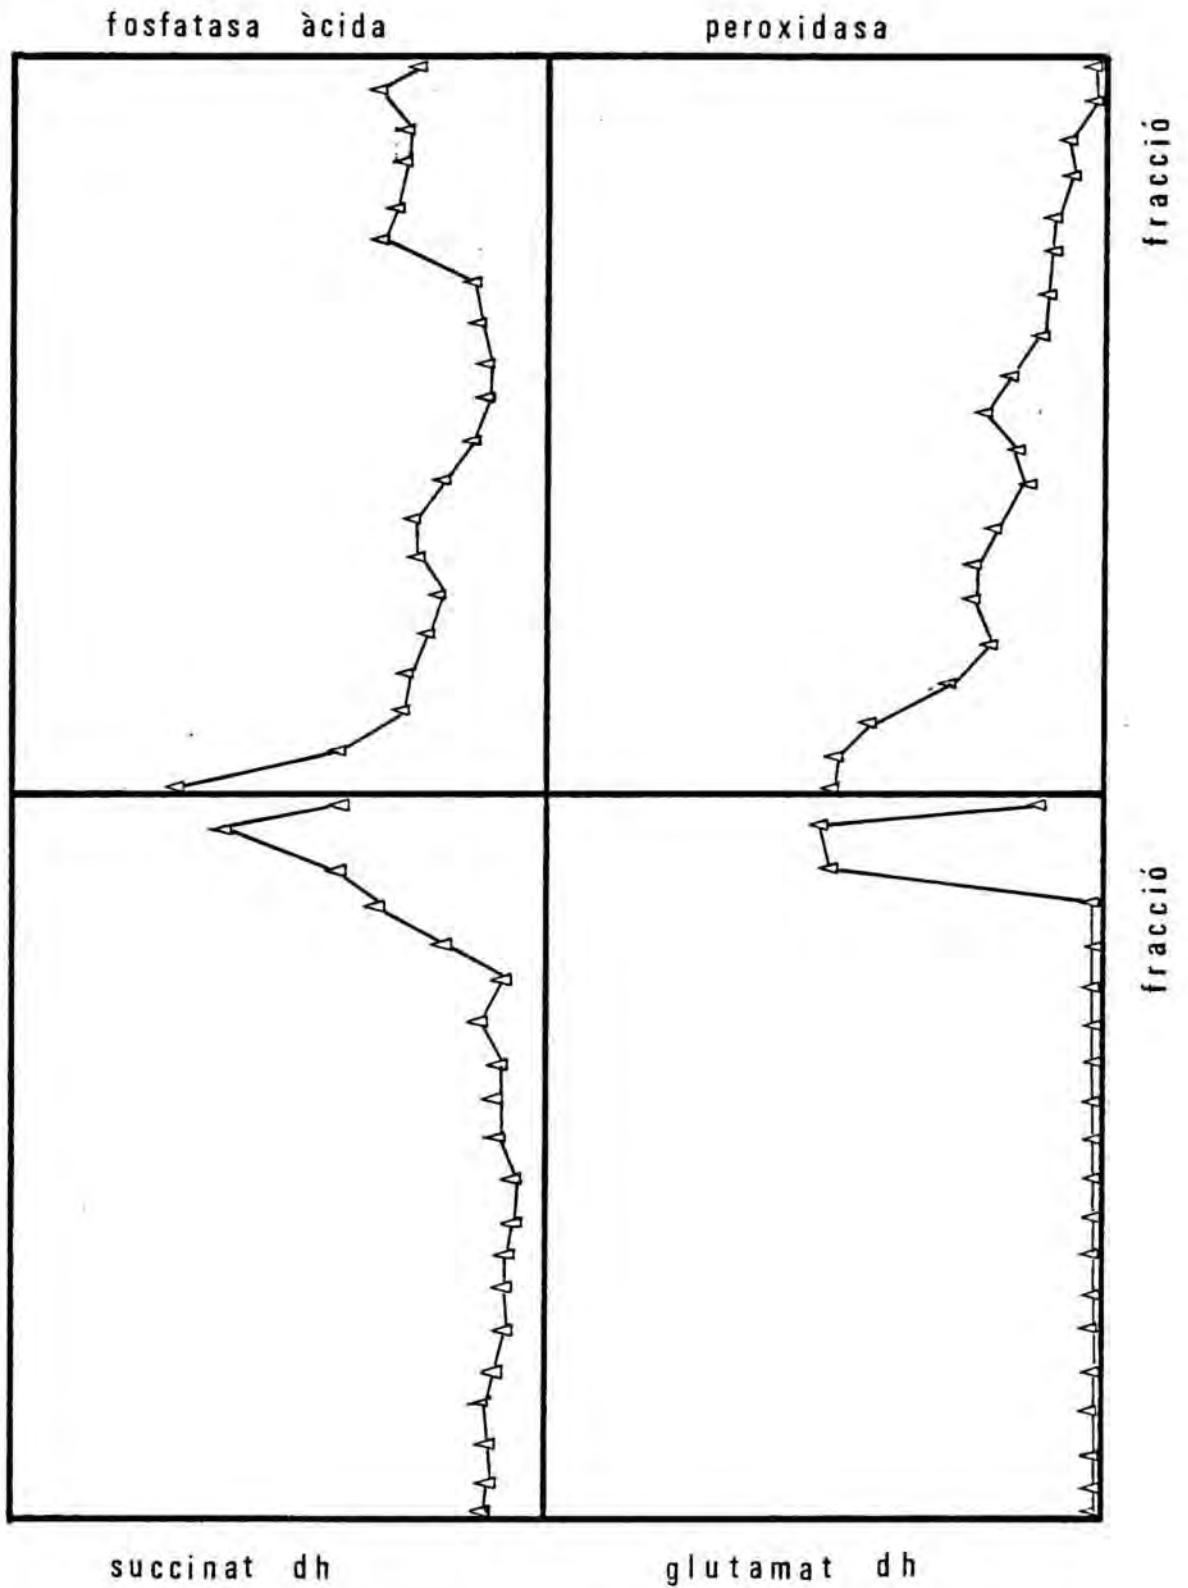 fosfatasa àcida
peroxidasa
fracció
fracció
succinat dh
glutamat dh